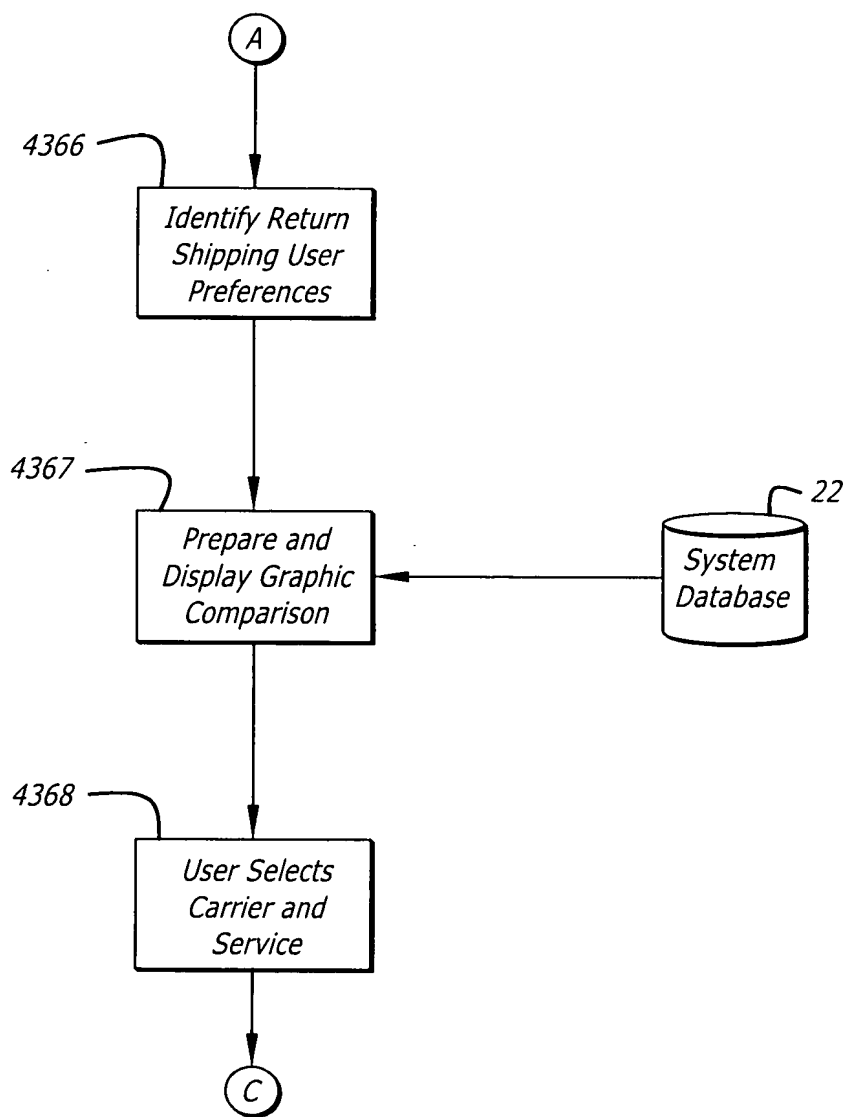 A
4366
Identify Return
Shipping User
Preferences
4367
Prepare and
Display Graphic
Comparison
22
System
Database
4368
User Selects
Carrier and
Service
C